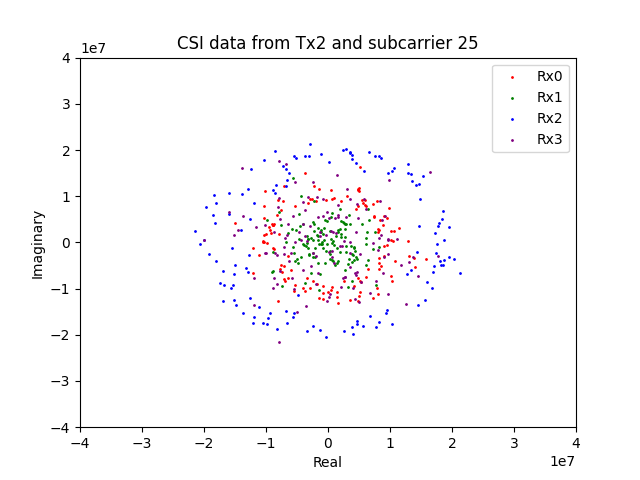 CSI data from Tx2 and subcarrier 25
1e7
4
3
2
1
0
−1
−2
−3
−4
Imaginary
Rx0
Rx1
Rx2
Rx3
−4 −3 −2 −1 0 1 2 3 4
Real
1e7